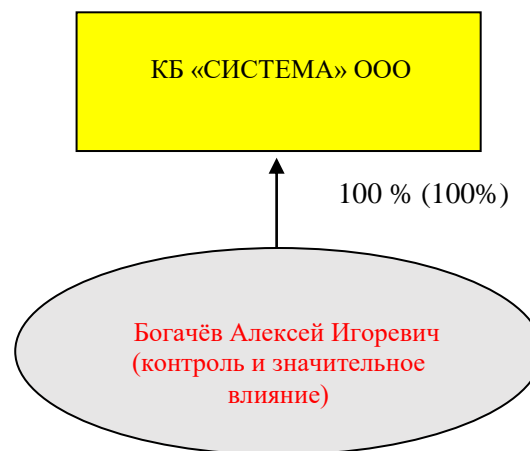 КБ «СИСТЕМА» ООО
100 % (100%)
Богачёв Алексей Игоревич
(контроль и значительное
влияние)